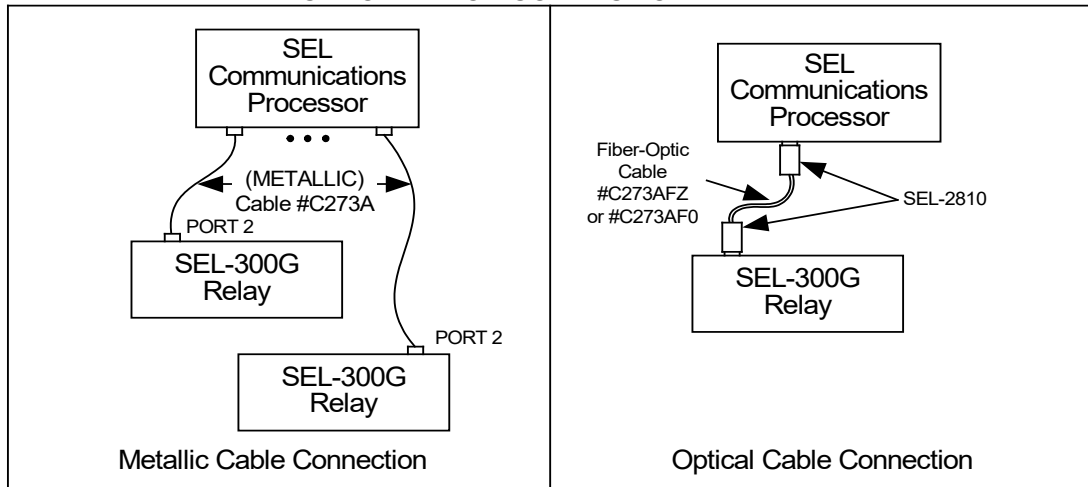 SEL
Communications
Processor
• • •
(METALLIC)
Cable #C273A
PORT 2
SEL-300G
Relay
PORT 2
SEL-300G
Relay
Metallic Cable Connection
SEL
Communications
Processor
Fiber-Optic
Cable
#C273AFZ
or #C273AF0
SEL-2810
SEL-300G
Relay
Optical Cable Connection